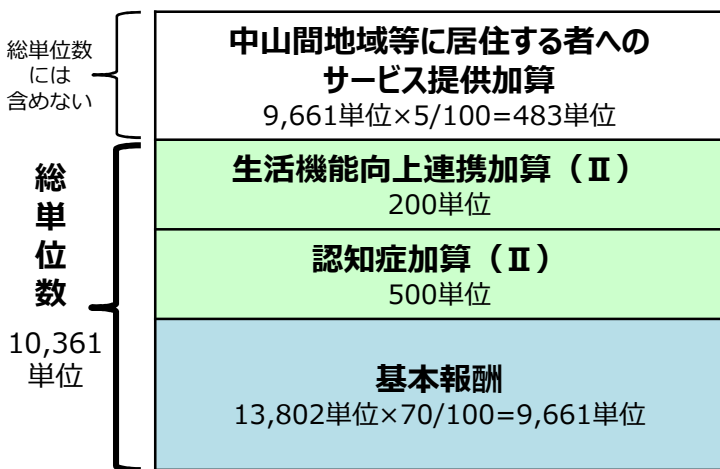 総単位数
には
含めない
中山間地域等に居住する者への
サービス提供加算
9,661単位×5/100=483単位
総
単
位
数
10,361
単位
生活機能向上連携加算（Ⅱ）
200単位
認知症加算（Ⅱ）
500単位
基本報酬
13,802単位×70/100=9,661単位